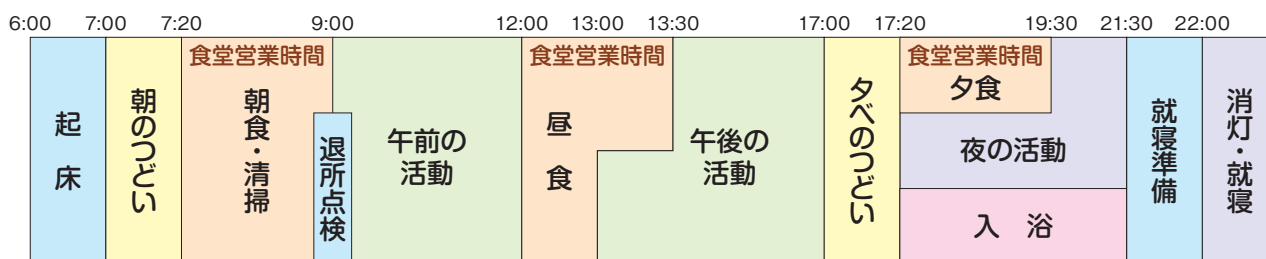 6:00 7:00 7:20 9:00 12:00 13:00 13:30 17:00 17:20 19:30 21:30 22:00
起床
朝のつどい
食堂営業時間
朝食・清掃
退所点検
午前の
活動
食堂営業時間
昼食
午後の
活動
夕べのつどい
食堂営業時間
夕食
夜の活動
入 浴
就寝準備
消灯・就寝